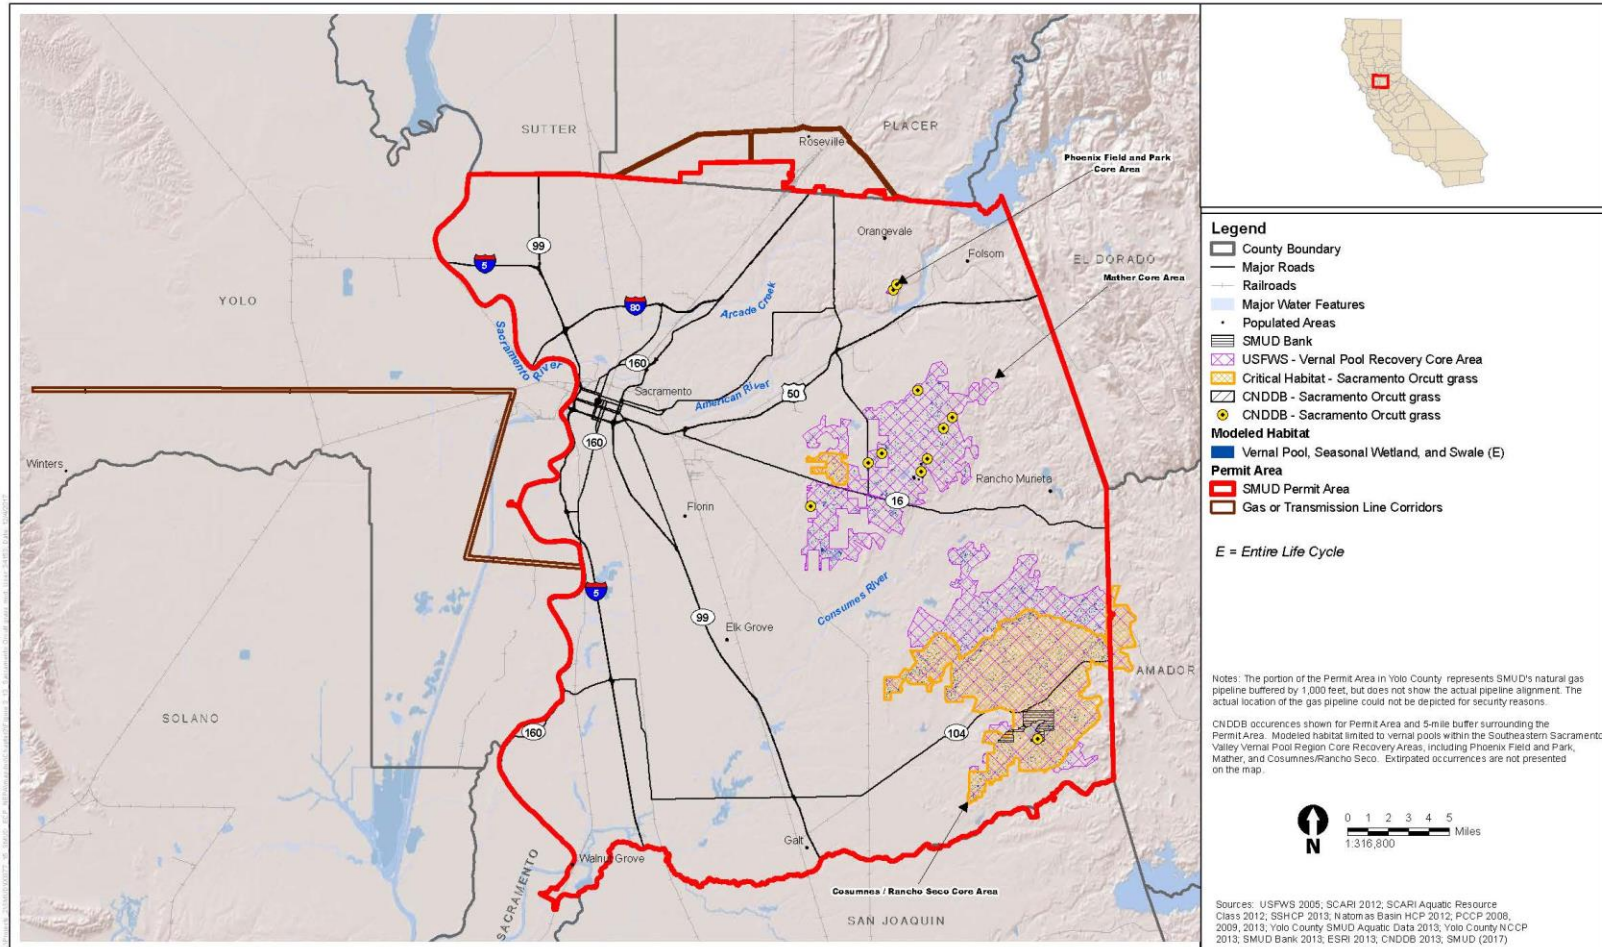 SUTTER
PLACER
Roseville
Phoenix Field and Park
Core Area
Orangevale
Folsom
99
5
EL DORADO
Mather Core Area
YOLO
80
Arcade Creek
Sacramento
River
160
Sacramento
American River
50
160
Winters
Rancho Murieta
16
Florin
5
Consumes River
99
Elk Grove
AMADOR
SOLANO
160
104
Galt
Walnut Grove
SACRAMENTO
Cosumnes / Rancho Seco Core Area
SAN JOAQUIN
Legend
County Boundary
Major Roads
Railroads
Major Water Features
Populated Areas
SMUD Bank
USFWS - Vernal Pool Recovery Core Area
Critical Habitat - Sacramento Orcutt grass
CNDDB - Sacramento Orcutt grass
CNDDB - Sacramento Orcutt grass
Modeled Habitat
Vernal Pool, Seasonal Wetland, and Swale (E)
Permit Area
SMUD Permit Area
Gas or Transmission Line Corridors
E = Entire Life Cycle
Notes: The portion of the Permit Area in Yolo County represents SMUD's natural gas
pipeline buffered by 1,000 feet, but does not show the actual pipeline alignment. The
actual location of the gas pipeline could not be depicted for security reasons.
CNDDB occurences shown for Permit Area and 5-mile buffer surrounding the
Permit Area. Modeled habitat limited to vernal pools within the Southeastern Sacramento
Valley Vernal Pool Region Core Recovery Areas, including Phoenix Field and Park,
Mather, and Cosumnes/Rancho Seco. Extirpated occurrences are not presented
on the map.
N
0 1 2 3 4 5
Miles
1:316,800
Sources: USFWS 2005; SCARI 2012; SCARI Aquatic Resource
Class 2012; SSHCP 2013; Natomas Basin HCP 2012; PCCP 2008,
2009, 2013; Yolo County SMUD Aquatic Data 2013; Yolo County NCCP
2013; SMUD Bank 2013; ESRI 2013; CNDDB 2013; SMUD (2017)